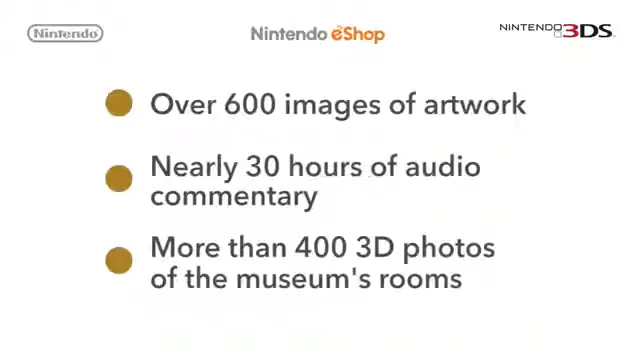 Nintendo
Nintendo eShop
NINTENDO 3DS
Over 600 images of artwork
Nearly 30 hours of audio
commentary
More than 400 3D photos
of the museum's rooms